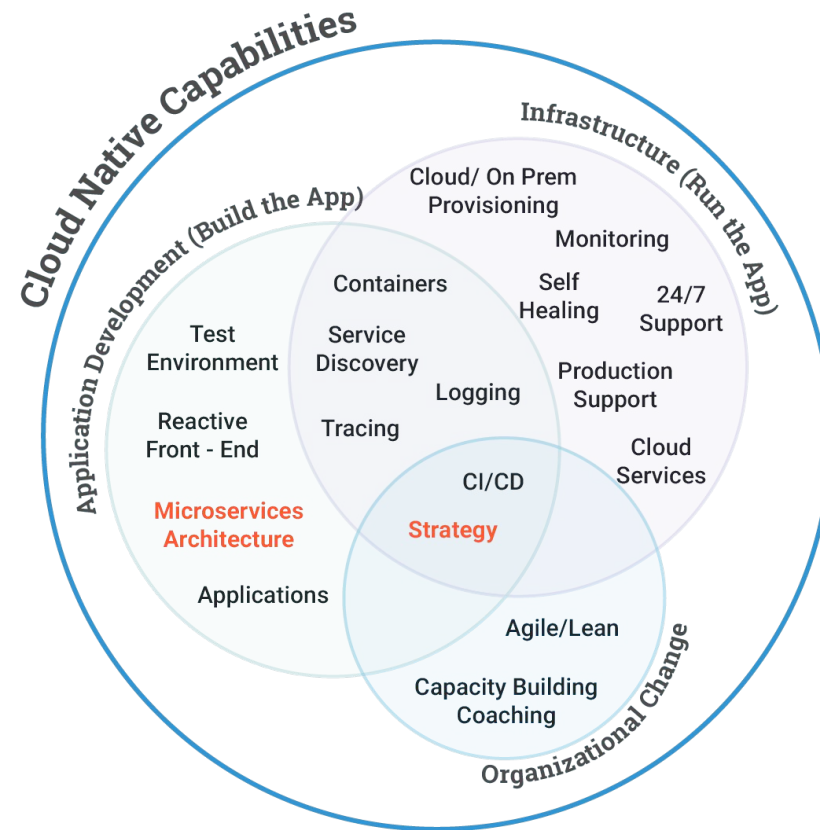 Cloud Native Capabilities
Infrastructure (Run the App)
Application Development (Build the App)
Cloud/ On Prem
Provisioning
Monitoring
Containers
Self
Healing
24/7
Support
Test
Environment
Service
Discovery
Production
Support
Logging
Reactive
Front - End
Tracing
Cloud
Services
CI/CD
Microservices
Architecture
Strategy
Applications
Agile/Lean
Capacity Building
Coaching
Organizational Change